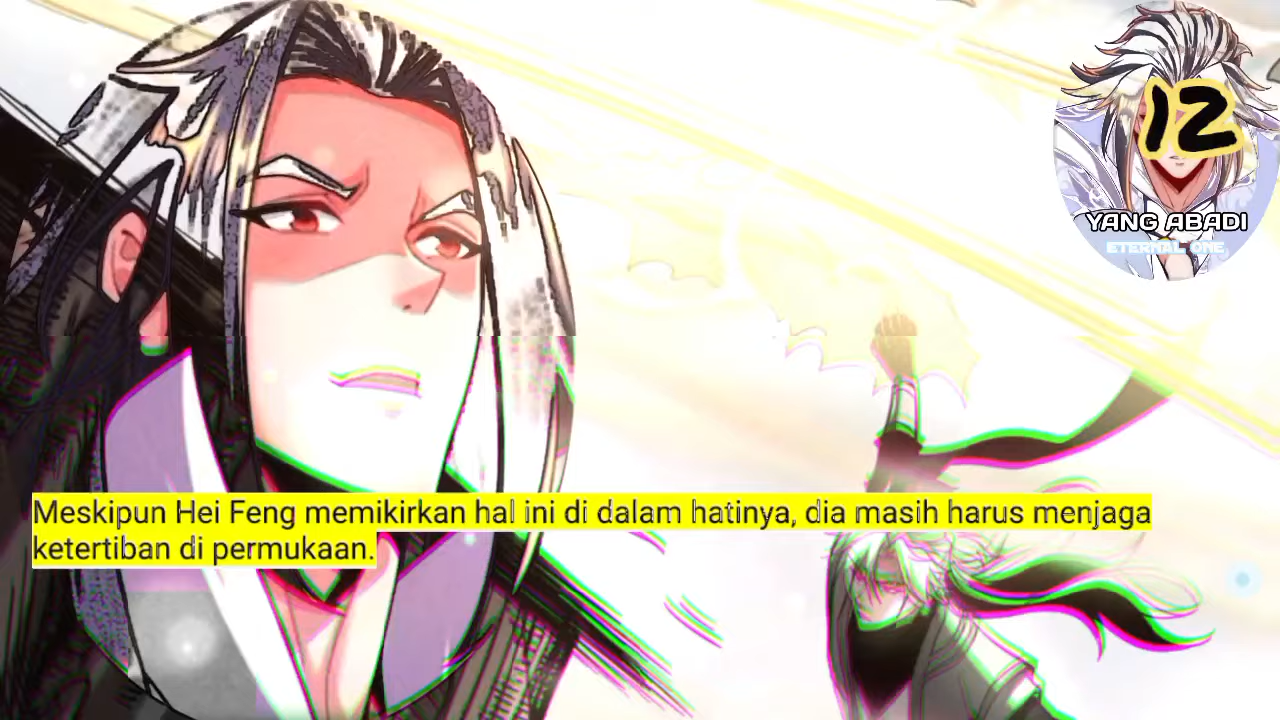 12
YANG ABADI
ETERNAL ONE
Meskipun Hei Feng memikirkan hal ini di dalam hatinya, dia masih harus menjaga
ketertiban di permukaan.